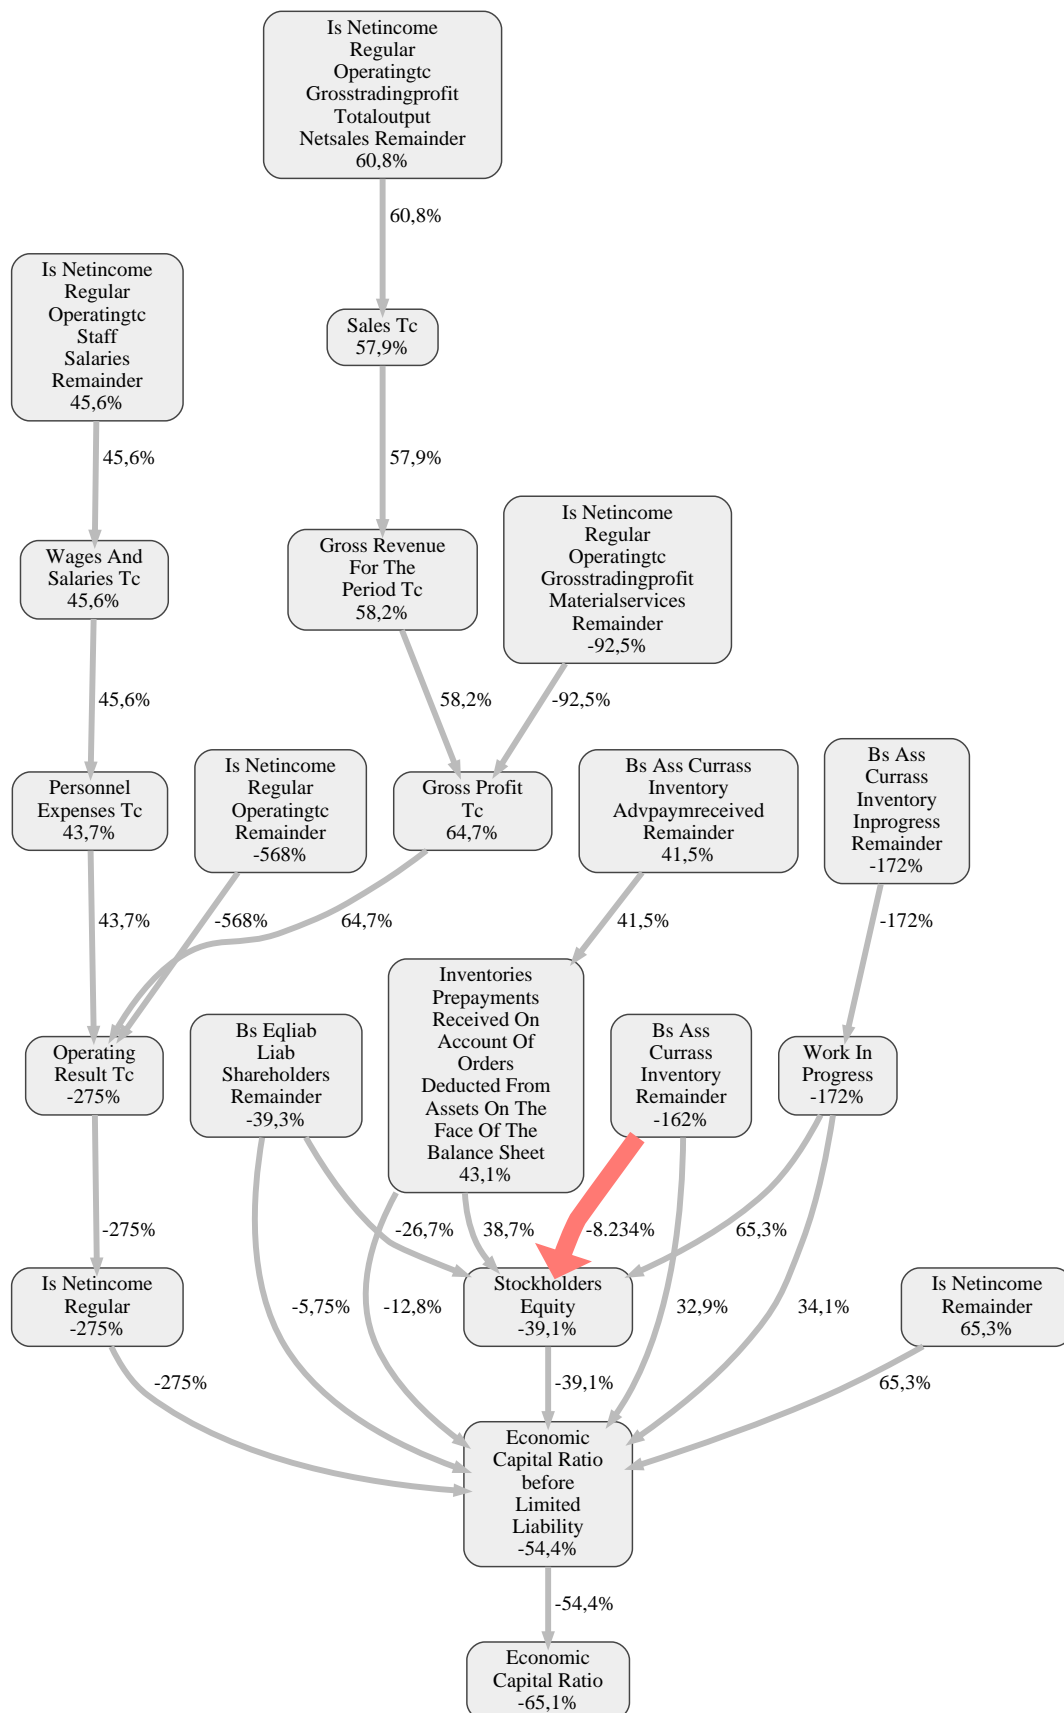 Is Netincome
Regular
Operatingtc
Grosstradingprofit
Totaloutput
Netsales Remainder
60,8%
60,8%
Is Netincome
Regular
Operatingtc
Staff
Salaries
Remainder
45,6%
Sales Tc
57,9%
45,6%
57,9%
Is Netincome
Regular
Operatingtc
Grosstradingprofit
Materialservices
Remainder
-92,5%
Wages And
Salaries Tc
45,6%
Gross Revenue
For The
Period Tc
58,2%
45,6%
58,2%
-92,5%
Personnel
Expenses Tc
43,7%
Is Netincome
Regular
Operatingtc
Remainder
-568%
Gross Profit
Tc
64,7%
Bs Ass Currass
Inventory
Advpaymreceived
Remainder
41,5%
Bs Ass
Currass
Inventory
Inprogress
Remainder
-172%
43,7%
-568%
64,7%
41,5%
-172%
Operating
Result Tc
-275%
Bs Eqliab
Liab
Shareholders
Remainder
-39,3%
Inventories
Prepayments
Received On
Account Of
Orders
Deducted From
Assets On The
Face Of The
Balance Sheet
43,1%
Bs Ass
Currass
Inventory
Remainder
-162%
Work In
Progress
-172%
-275%
-26,7%
38,7%
-8.234%
65,3%
Is Netincome
Regular
-275%
-5,75%
-12,8%
Stockholders
Equity
-39,1%
32,9%
34,1%
Is Netincome
Remainder
65,3%
-275%
-39,1%
65,3%
Economic
Capital Ratio
before
Limited
Liability
-54,4%
-54,4%
Economic
Capital Ratio
-65,1%